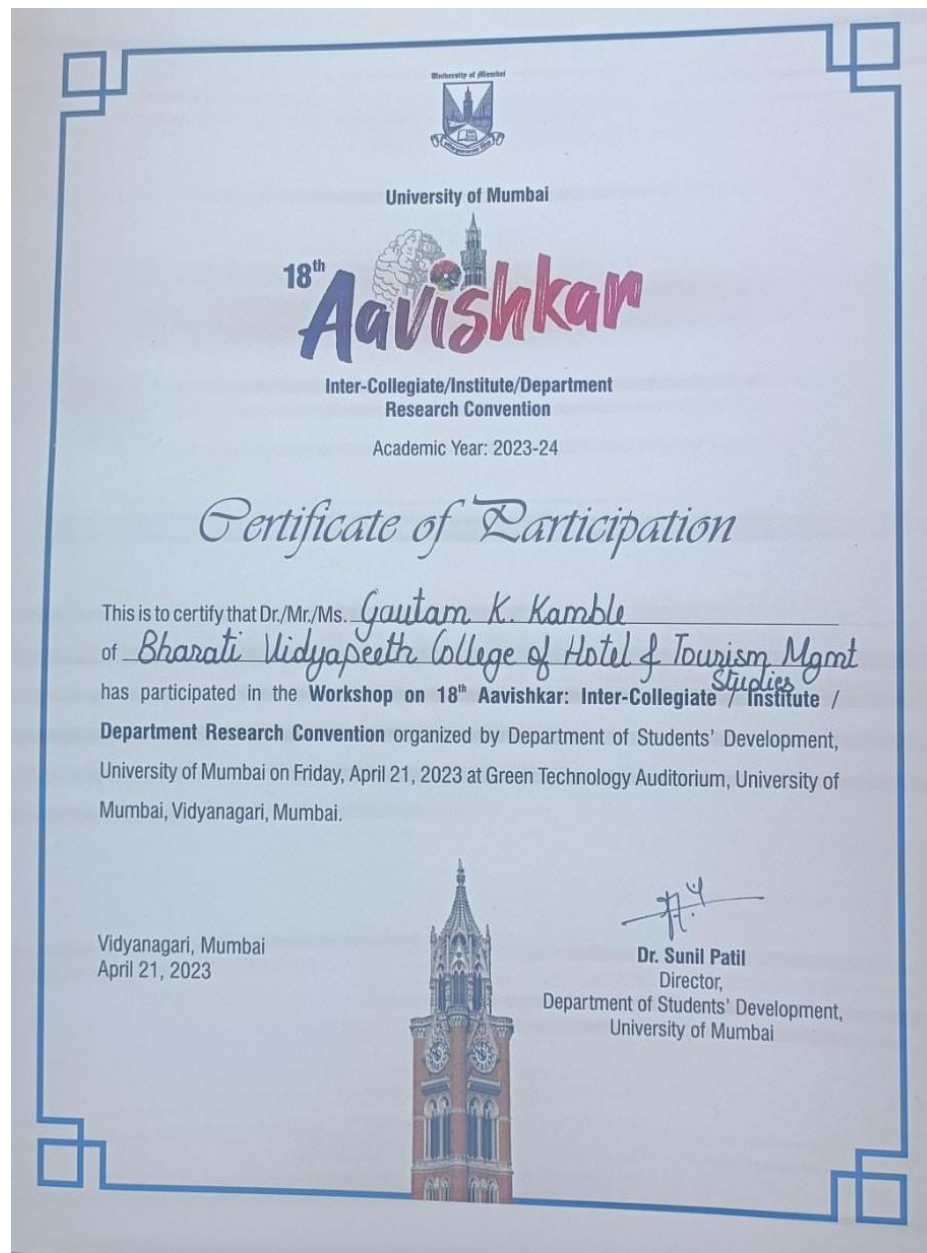 University of Mumbai
University of Mumbai
18th Aavishkar
Inter-Collegiate/Institute/Department
Research Convention
Academic Year: 2023-24
Certificate of Participation
This is to certify that Dr./Mr./Ms. Gautam K. Kamble
of Bharati Vidyapeeth College of Hotel & Tourism Mgmt
Studies
has participated in the Workshop on 18th Aavishkar: Inter-Collegiate / Institute /
Department Research Convention organized by Department of Students' Development,
University of Mumbai on Friday, April 21, 2023 at Green Technology Auditorium, University of
Mumbai, Vidyanagari, Mumbai.
Vidyanagari, Mumbai
April 21, 2023
Dr. Sunil Patil
Director,
Department of Students' Development,
University of Mumbai